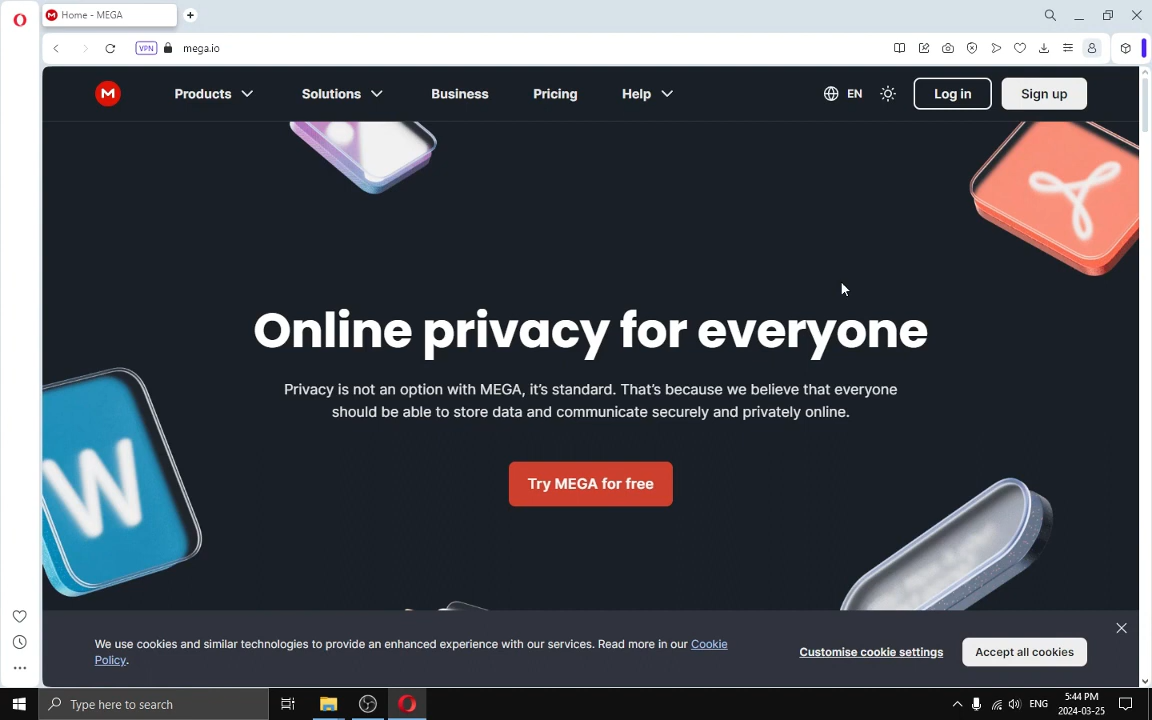 Home - MEGA
VPN
mega.io
M
Products
Solutions
Business
Pricing
Help
EN
Log in
Sign up
Online privacy for everyone
Privacy is not an option with MEGA, it's standard. That's because we believe that everyone
should be able to store data and communicate securely and privately online.
W
Try MEGA for free
We use cookies and similar technologies to provide an enhanced experience with our services. Read more in our Cookie
Policy.
Customise cookie settings
Accept all cookies
Type here to search
ENG
5:44 PM
2024-03-25